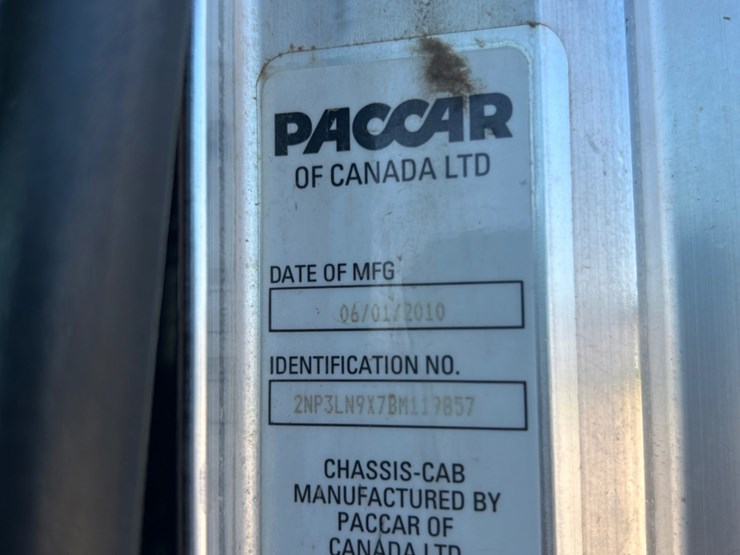 PACCAR
OF CANADA LTD
DATE OF MFG
06/01/2010
IDENTIFICATION NO.
2NP3LN9X7BM119857
CHASSIS-CAB
MANUFACTURED BY
PACCAR OF
CANADA LTD